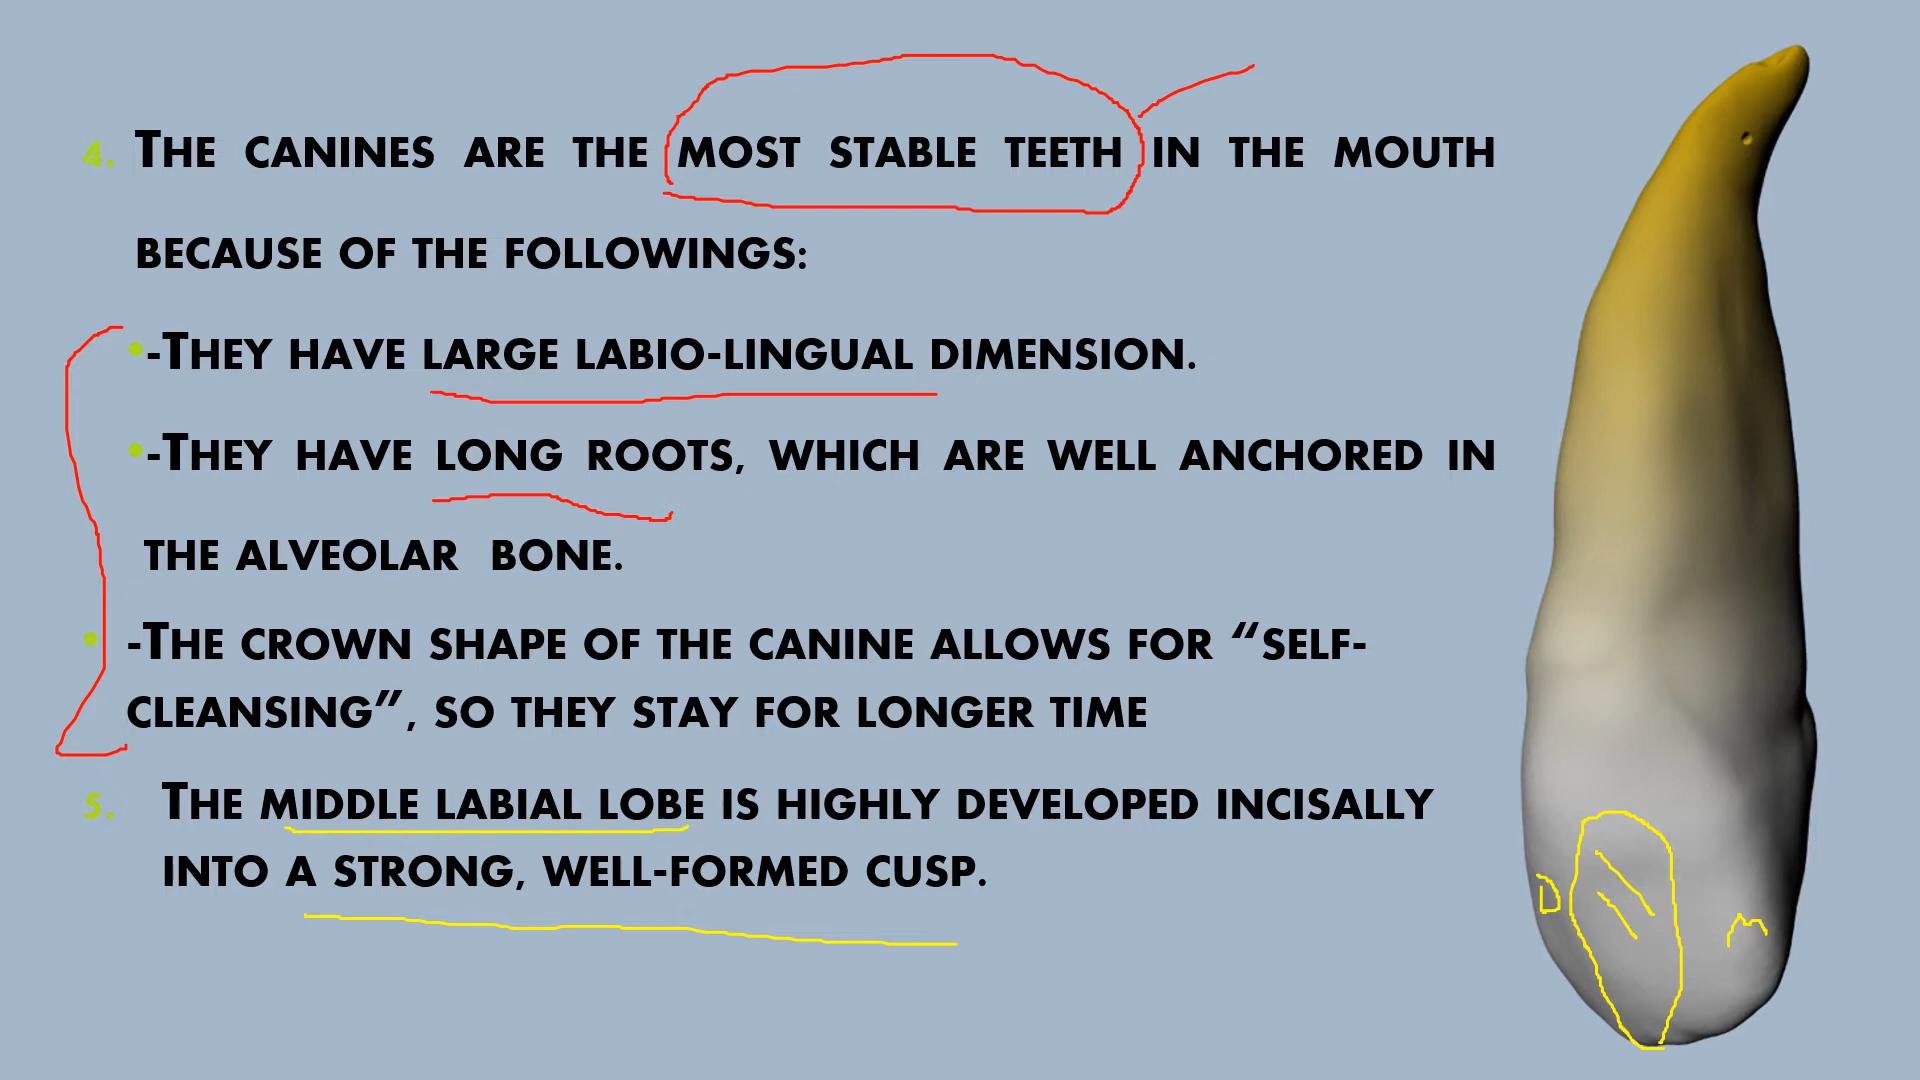 4. THE CANINES ARE THE MOST STABLE TEETH IN THE MOUTH
BECAUSE OF THE FOLLOWINGS:
•-THEY HAVE LARGE LABIO-LINGUAL DIMENSION.
•-THEY HAVE LONG ROOTS, WHICH ARE WELL ANCHORED IN
THE ALVEOLAR BONE.
• -THE CROWN SHAPE OF THE CANINE ALLOWS FOR “SELF-
CLEANSING”, SO THEY STAY FOR LONGER TIME
5. THE MIDDLE LABIAL LOBE IS HIGHLY DEVELOPED INCISALLY
INTO A STRONG, WELL-FORMED CUSP.
D
M